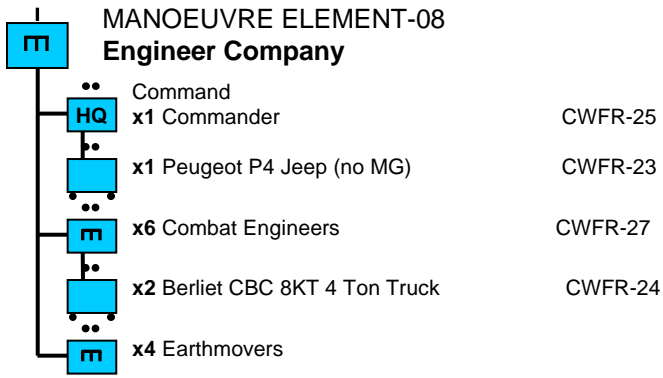 MANOEUVRE ELEMENT-08
Engineer Company
Command
HQ x1 Commander CWFR-25
x1 Peugeot P4 Jeep (no MG) CWFR-23
x6 Combat Engineers CWFR-27
x2 Berliet CBC 8KT 4 Ton Truck CWFR-24
x4 Earthmovers